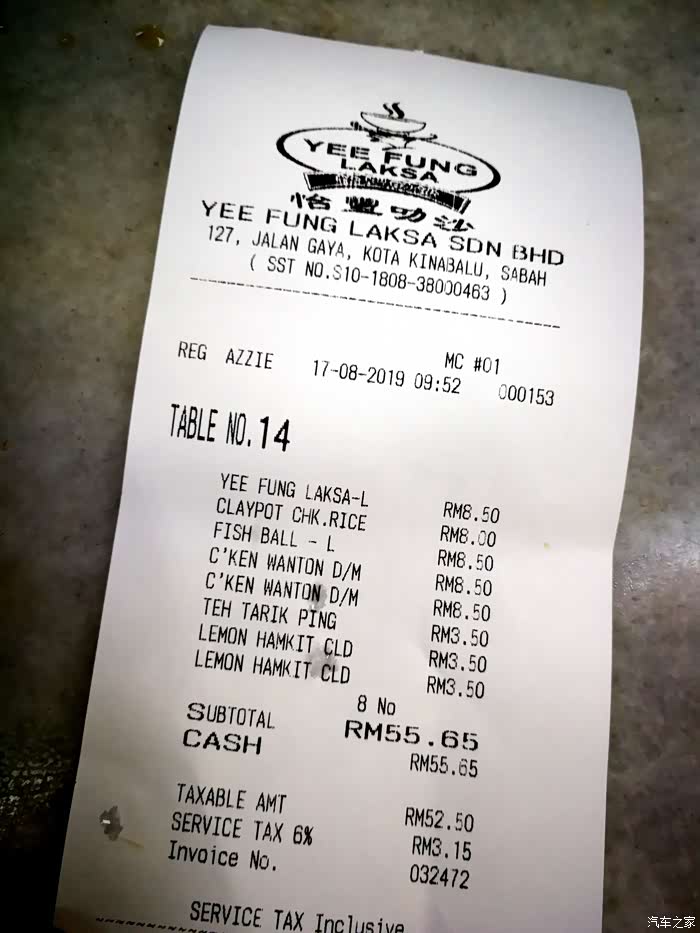 YEE FUNG
LAKSA
怡豐叻沙
YEE FUNG LAKSA SDN BHD
127, JALAN GAYA, KOTA KINABALU, SABAH
( SST NO.S10-1808-38000463 )
MC #01
REG AZZIE 17-08-2019 09:52 000153
TABLE NO.14
YEE FUNG LAKSA-L RM8.50
CLAYPOT CHK.RICE RM8.00
FISH BALL - L RM8.50
C'KEN WANTON D/M RM8.50
C'KEN WANTON D/M RM8.50
TEH TARIK PING RM3.50
LEMON HAMKIT CLD RM3.50
LEMON HAMKIT CLD RM3.50
8 No
SUBTOTAL RM55.65
CASH RM55.65
TAXABLE AMT RM52.50
SERVICE TAX 6% RM3.15
Invoice No. 032472
SERVICE TAX Inclusive
汽车之家